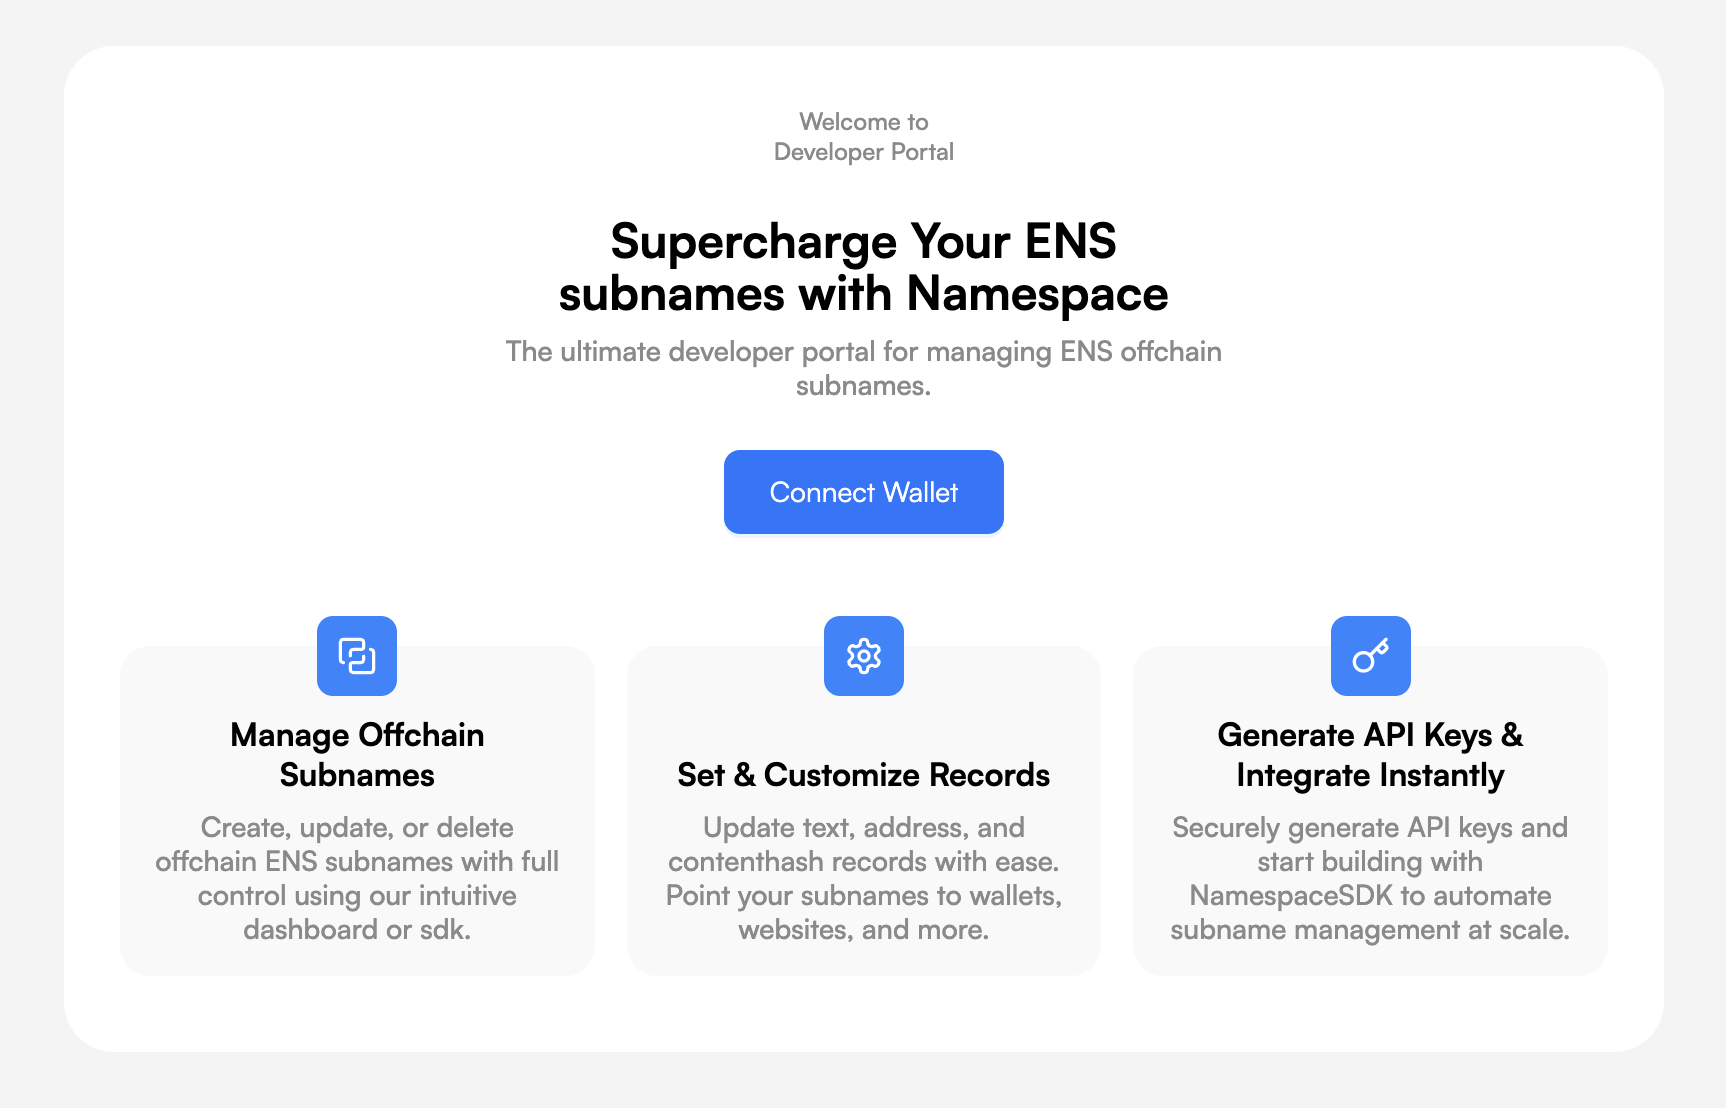 Welcome to
Developer Portal
Supercharge Your ENS
subnames with Namespace
The ultimate developer portal for managing ENS offchain
subnames.
Connect Wallet
Manage Offchain
Subnames
Create, update, or delete
offchain ENS subnames with full
control using our intuitive
dashboard or sdk.
Set & Customize Records
Update text, address, and
contenthash records with ease.
Point your subnames to wallets,
websites, and more.
Generate API Keys &
Integrate Instantly
Securely generate API keys and
start building with
NamespaceSDK to automate
subname management at scale.